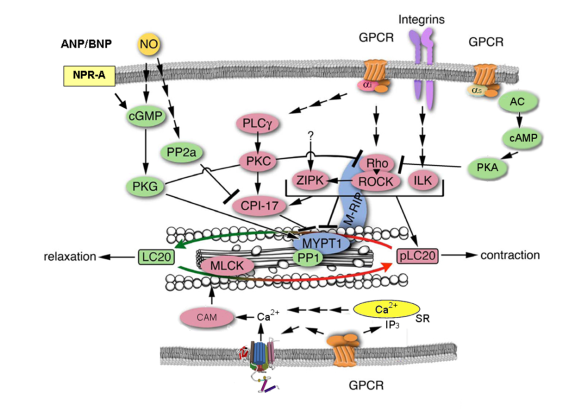 Integrins
GPCR
GPCR
ANP/BNP
NO
NPR-A
αi
αs
AC
cGMP
PLCγ
cAMP
PP2a
?
PKC
Rho
PKA
PKG
ZIPK
ROCK
ILK
CPI-17
M-RIP
MYPT1
relaxation
LC20
PP1
pLC20
contraction
MLCK
CAM
Ca2+
Ca2+
SR
IP3
GPCR